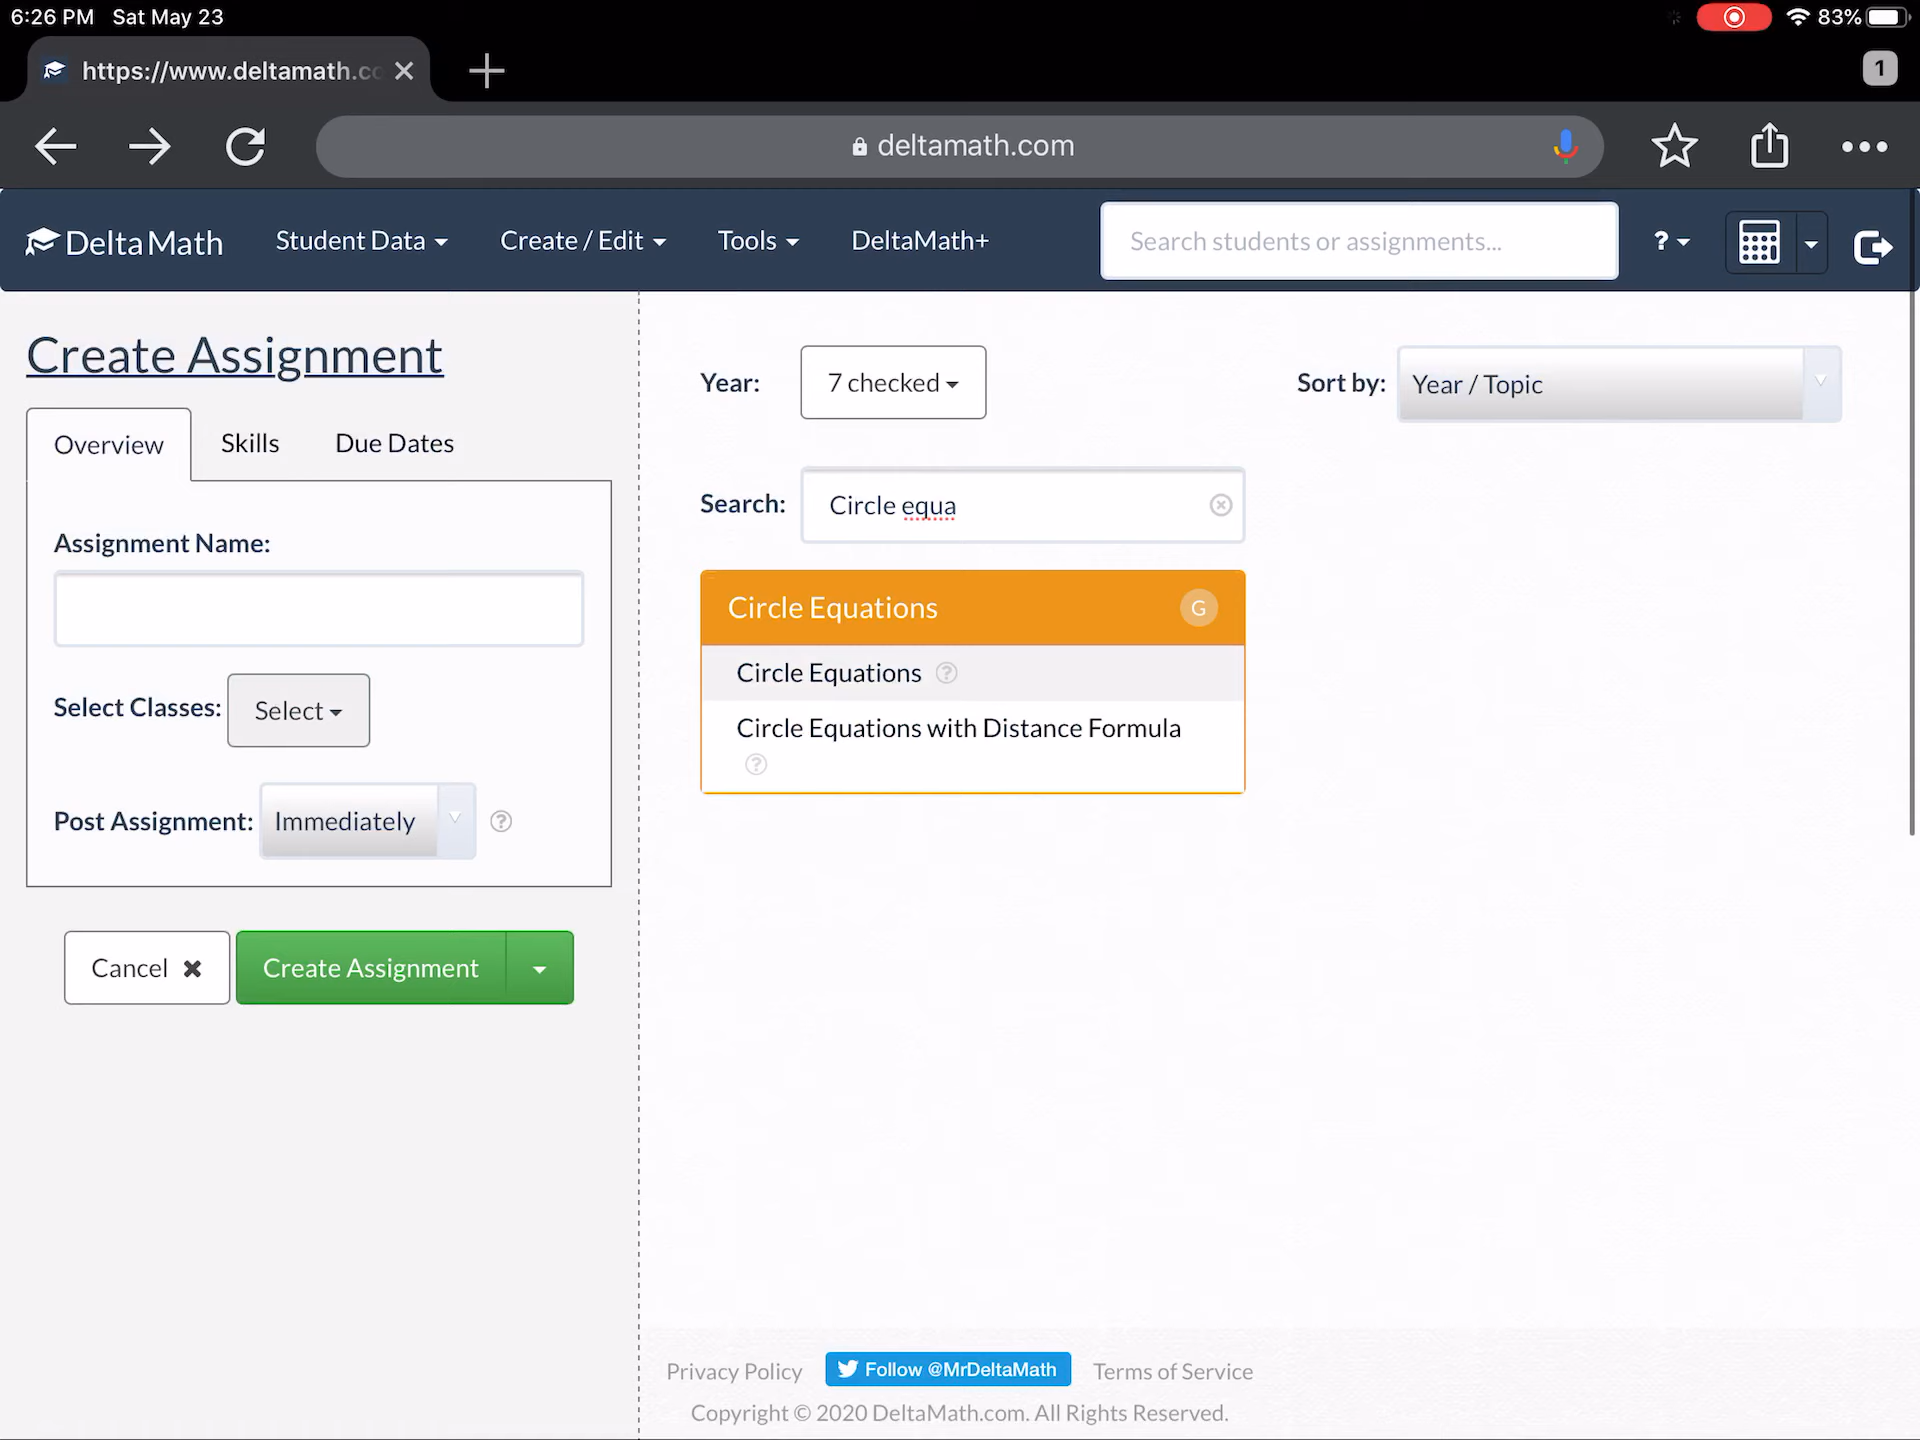 6:26 PM Sat May 23
83%
https://www.deltamath.co
1
deltamath.com
DeltaMath
Student Data
Create / Edit
Tools
DeltaMath+
Search students or assignments...
?
Create Assignment
Overview
Skills
Due Dates
Assignment Name:
Select Classes:
Select
Post Assignment:
Immediately
?
Cancel
Create Assignment
Year:
7 checked
Sort by:
Year / Topic
Search:
Circle equa
Circle Equations
G
Circle Equations ?
Circle Equations with Distance Formula
?
Privacy Policy
Follow @MrDeltaMath
Terms of Service
Copyright © 2020 DeltaMath.com. All Rights Reserved.